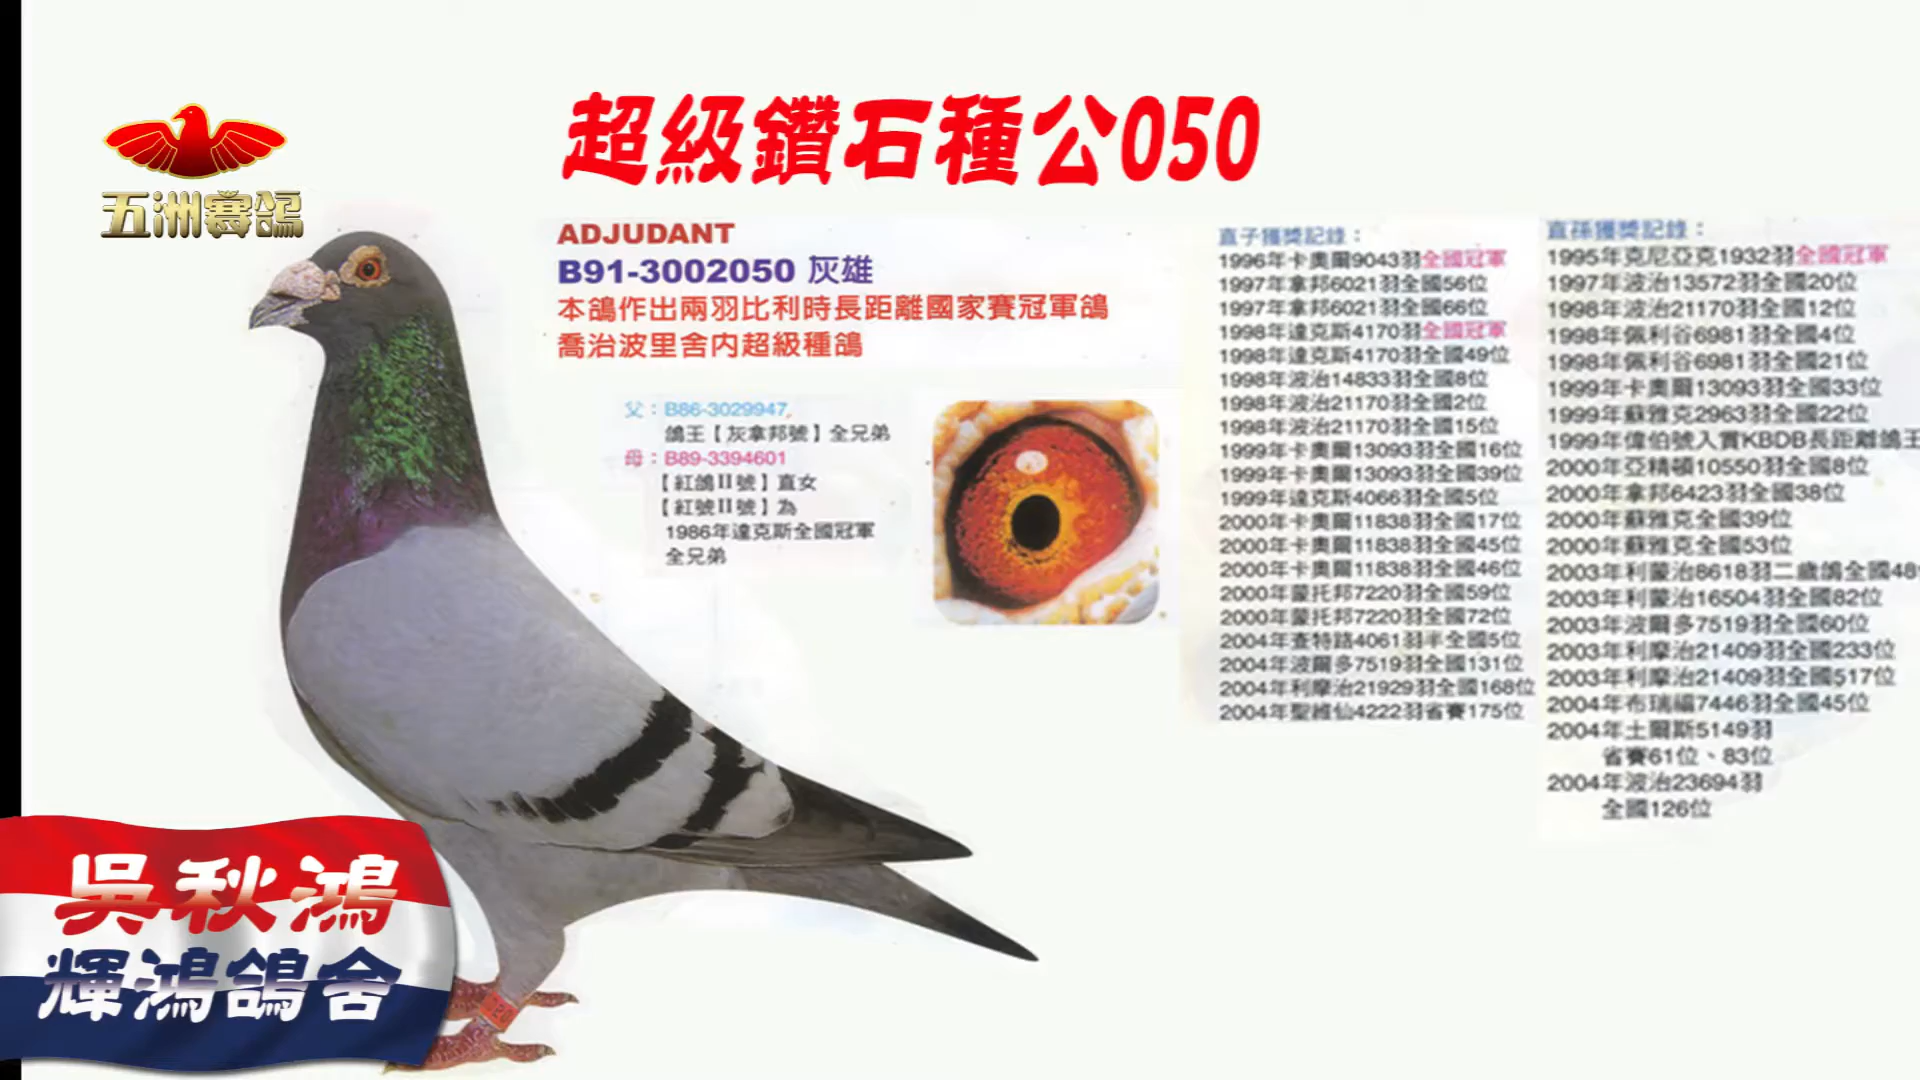 超級鑽石種公050
五洲賽鴿
ADJUDANT
B91-3002050 灰雄
本鴿作出兩羽比利時長距離國家賽冠軍鴿
喬治波里舍內超級種鴿
父：B86-3029947
鴿王【灰拿邦號】全兄弟
母：B89-3394601
【紅鴿II號】直女
【紅號II號】為
1986年達克斯全國冠軍
全兄弟
直子獲獎記錄：
1996年卡奧爾9043羽全國冠軍
1997年拿邦6021羽全國56位
1997年拿邦6021羽全國66位
1998年達克斯4170羽全國冠軍
1998年達克斯4170羽全國49位
1998年波治14833羽全國8位
1998年波治21170羽全國2位
1998年波治21170羽全國15位
1999年卡奧爾13093羽全國16位
1999年卡奧爾13093羽全國39位
1999年達克斯4066羽全國5位
2000年卡奧爾11838羽全國17位
2000年卡奧爾11838羽全國45位
2000年卡奧爾11838羽全國46位
2000年蒙托邦7220羽全國59位
2000年蒙托邦7220羽全國72位
2004年查特路4061羽半全國5位
2004年波爾多7519羽全國131位
2004年利摩治21929羽全國168位
2004年聖維仙4222羽省賽175位
直孫獲獎記錄：
1995年克尼亞克1932羽全國冠軍
1997年波治13572羽全國20位
1998年波治21170羽全國12位
1998年佩利谷6981羽全國4位
1998年佩利谷6981羽全國21位
1999年卡奧爾13093羽全國33位
1999年蘇雅克2963羽全國22位
1999年偉伯號入賞KBDB長距離鴿王
2000年亞精頓10550羽全國8位
2000年拿邦6423羽全國38位
2000年蘇雅克全國39位
2000年蘇雅克全國53位
2003年利蒙治8618羽二歲鴿全國48
2003年利蒙治16504羽全國82位
2003年波爾多7519羽全國60位
2003年利摩治21409羽全國233位
2003年利摩治21409羽全國517位
2004年布瑞福7446羽全國45位
2004年土爾斯5149羽
省賽61位、83位
2004年波治23694羽
全國126位
吳秋鴻
輝鴻鴿舍